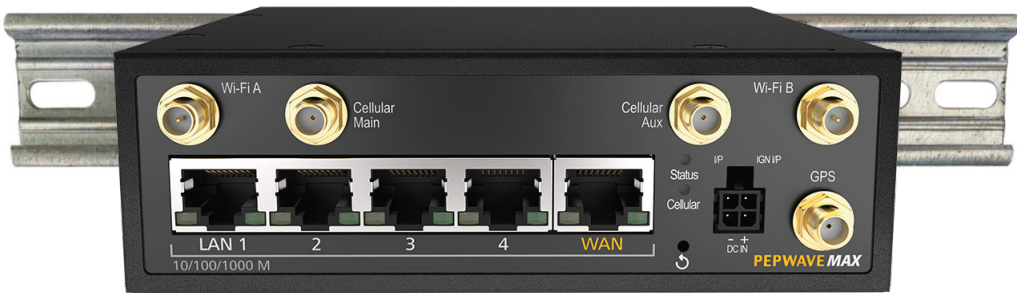 Wi-Fi A
Cellular
Main
Cellular
Aux
Wi-Fi B
Status
Cellular
I/P
IGN I/P
GPS
LAN 1
2
3
4
WAN
10/100/1000 M
- +
DC IN
PEPWAVE MAX